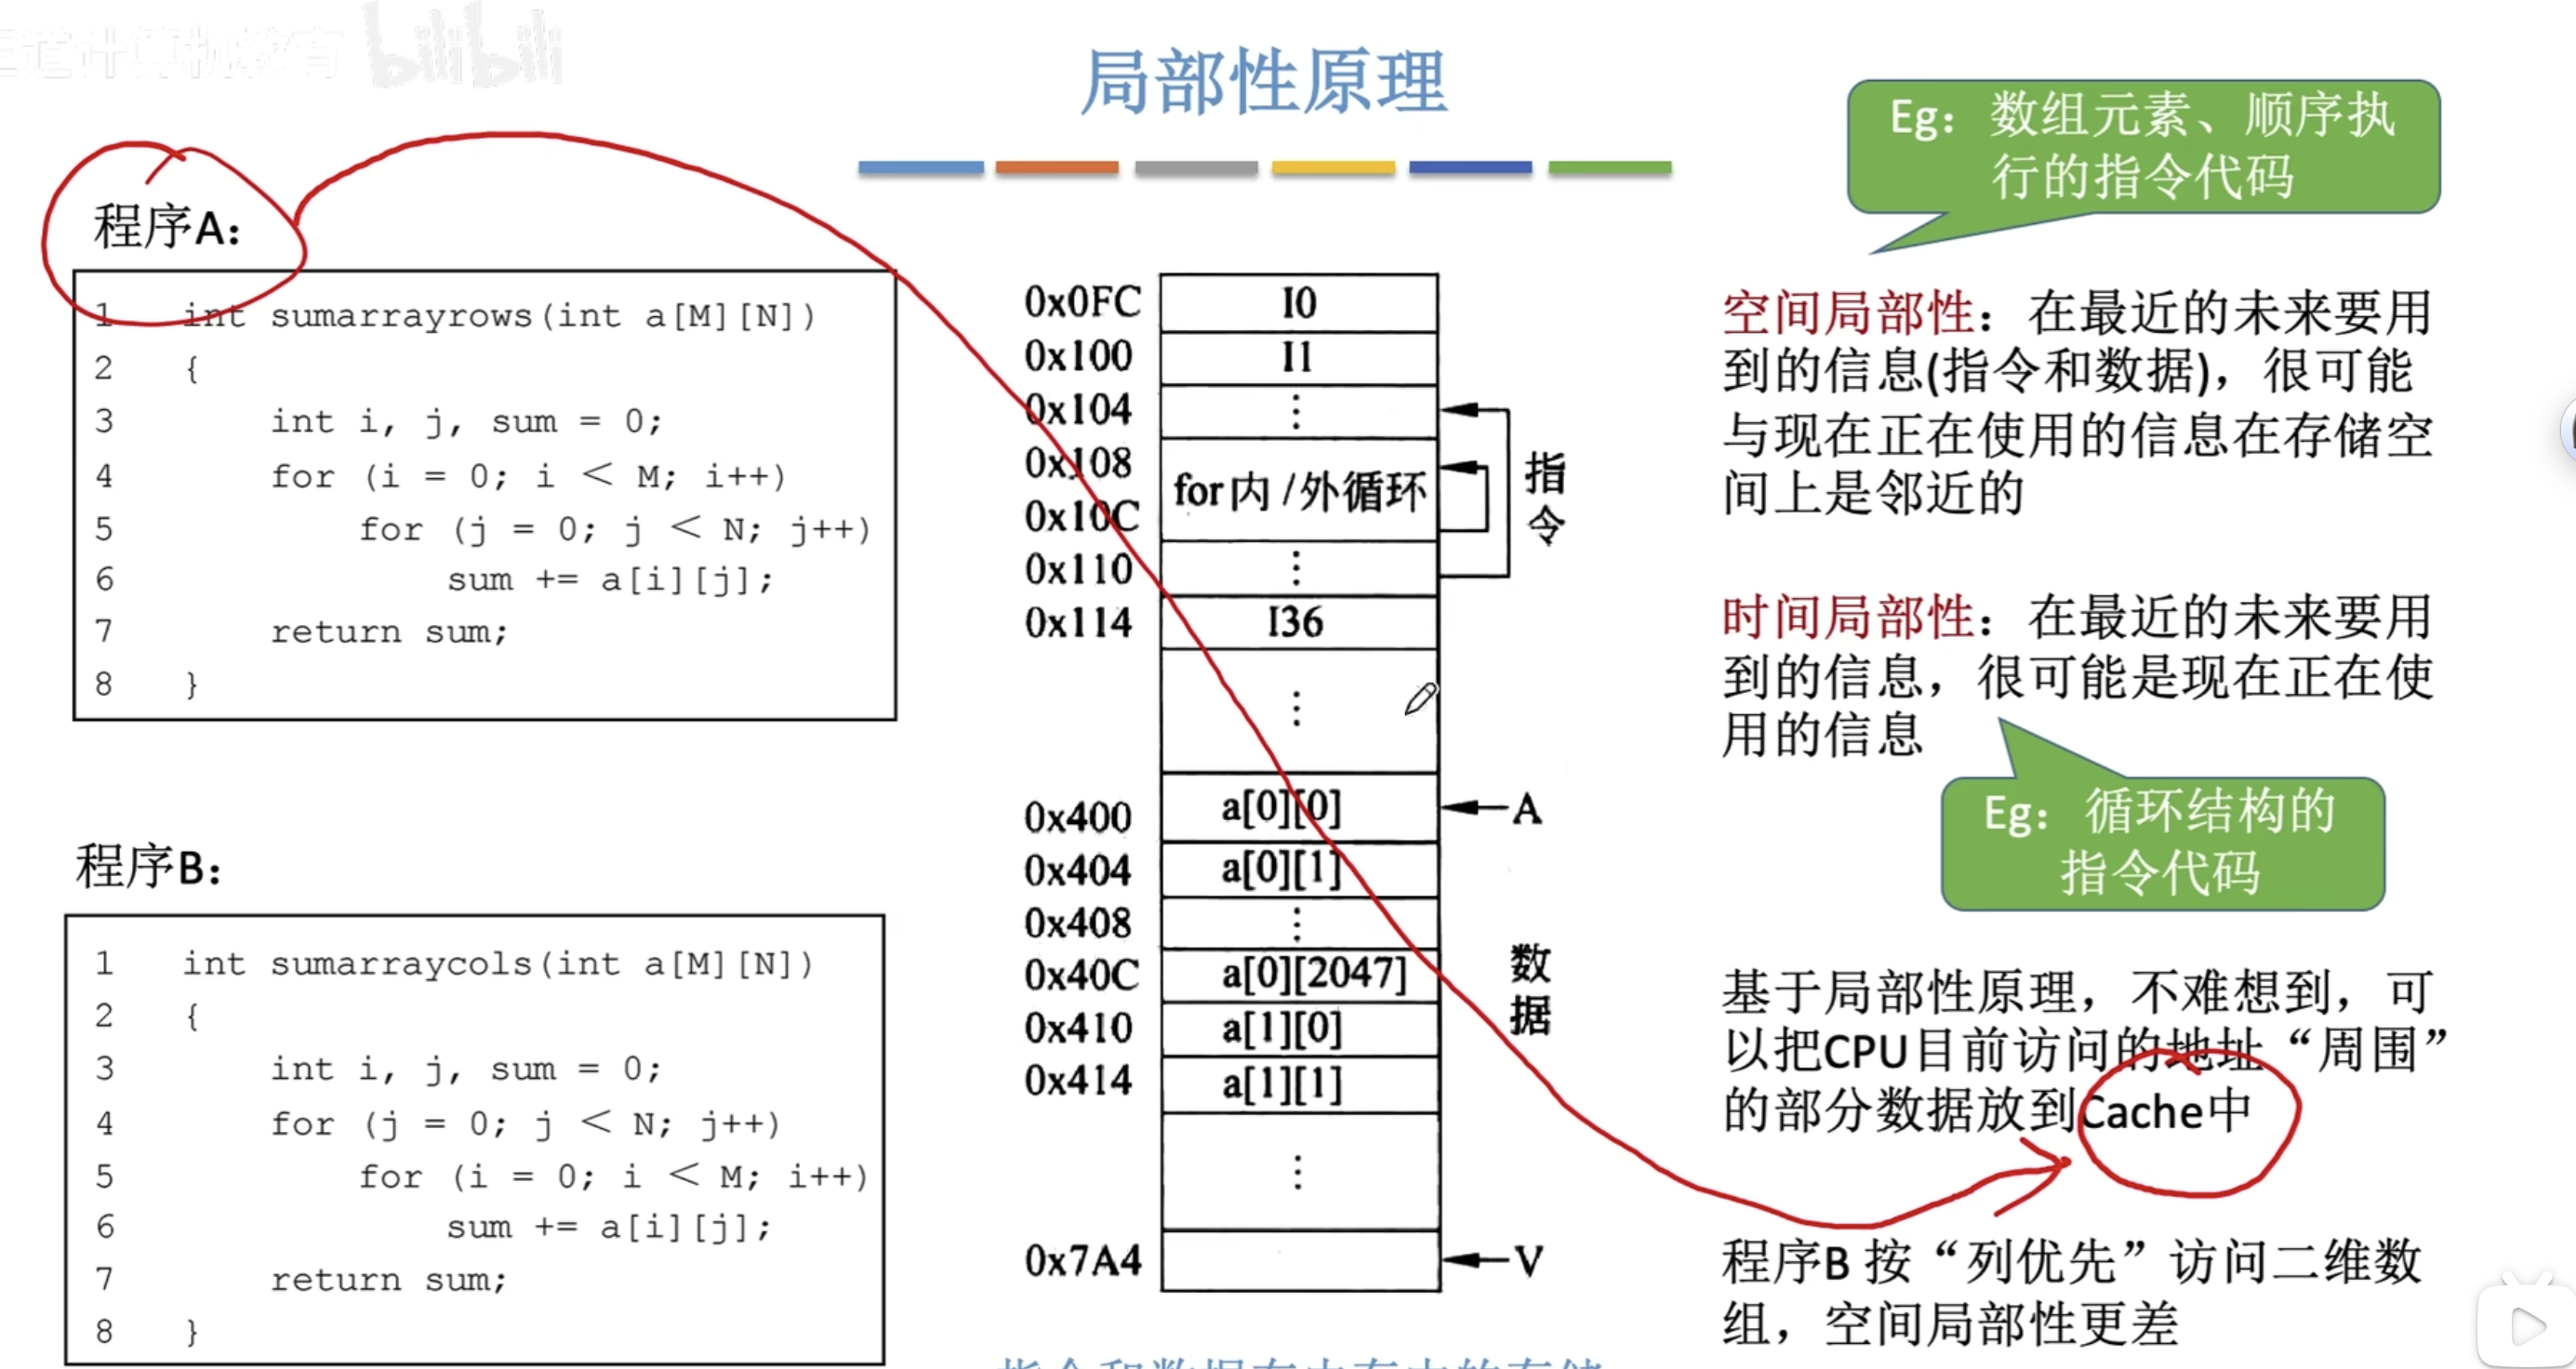 王道计算机教育 bilibili
局部性原理
Eg：数组元素、顺序执
行的指令代码
程序A：
1 int sumarrayrows(int a[M][N])
2 {
3 int i, j, sum = 0;
4 for (i = 0; i < M; i++)
5 for (j = 0; j < N; j++)
6 sum += a[i][j];
7 return sum;
8 }
程序B：
1 int sumarraycols(int a[M][N])
2 {
3 int i, j, sum = 0;
4 for (j = 0; j < N; j++)
5 for (i = 0; i < M; i++)
6 sum += a[i][j];
7 return sum;
8 }
0x0FC I0
0x100 I1
0x104 ⋮
0x108
for内/外循环
0x10C
0x110 ⋮
0x114 I36
⋮
指令
0x400 a[0][0] A
0x404 a[0][1]
0x408 ⋮
0x40C a[0][2047]
0x410 a[1][0]
0x414 a[1][1]
⋮
0x7A4 V
数据
指令和数据在内存中的存储
空间局部性：在最近的未来要用
到的信息(指令和数据)，很可能
与现在正在使用的信息在存储空
间上是邻近的
时间局部性：在最近的未来要用
到的信息，很可能是现在正在使
用的信息
Eg：循环结构的
指令代码
基于局部性原理，不难想到，可
以把CPU目前访问的地址“周围”
的部分数据放到Cache中
程序B 按“列优先”访问二维数
组，空间局部性更差